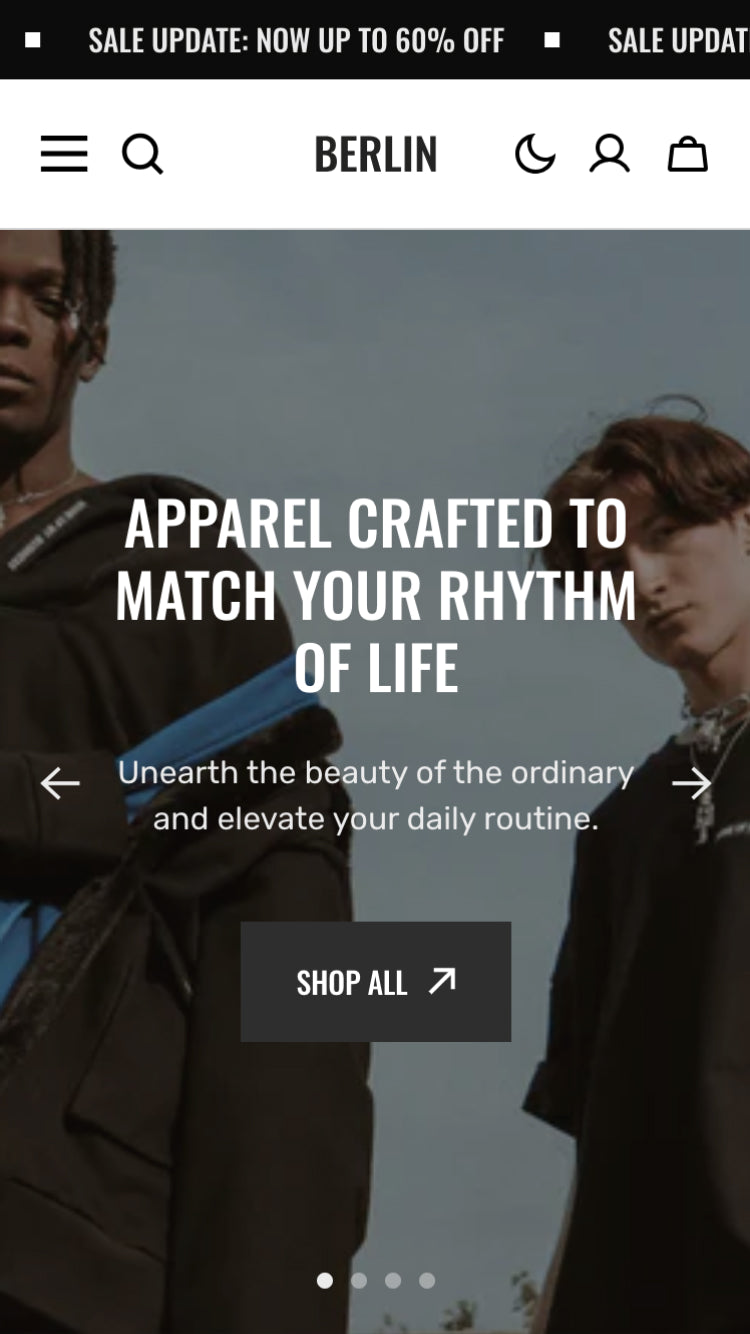 SALE UPDATE: NOW UP TO 60% OFF
SALE UPDAT
BERLIN
APPAREL CRAFTED TO
MATCH YOUR RHYTHM
OF LIFE
Unearth the beauty of the ordinary
and elevate your daily routine.
SHOP ALL